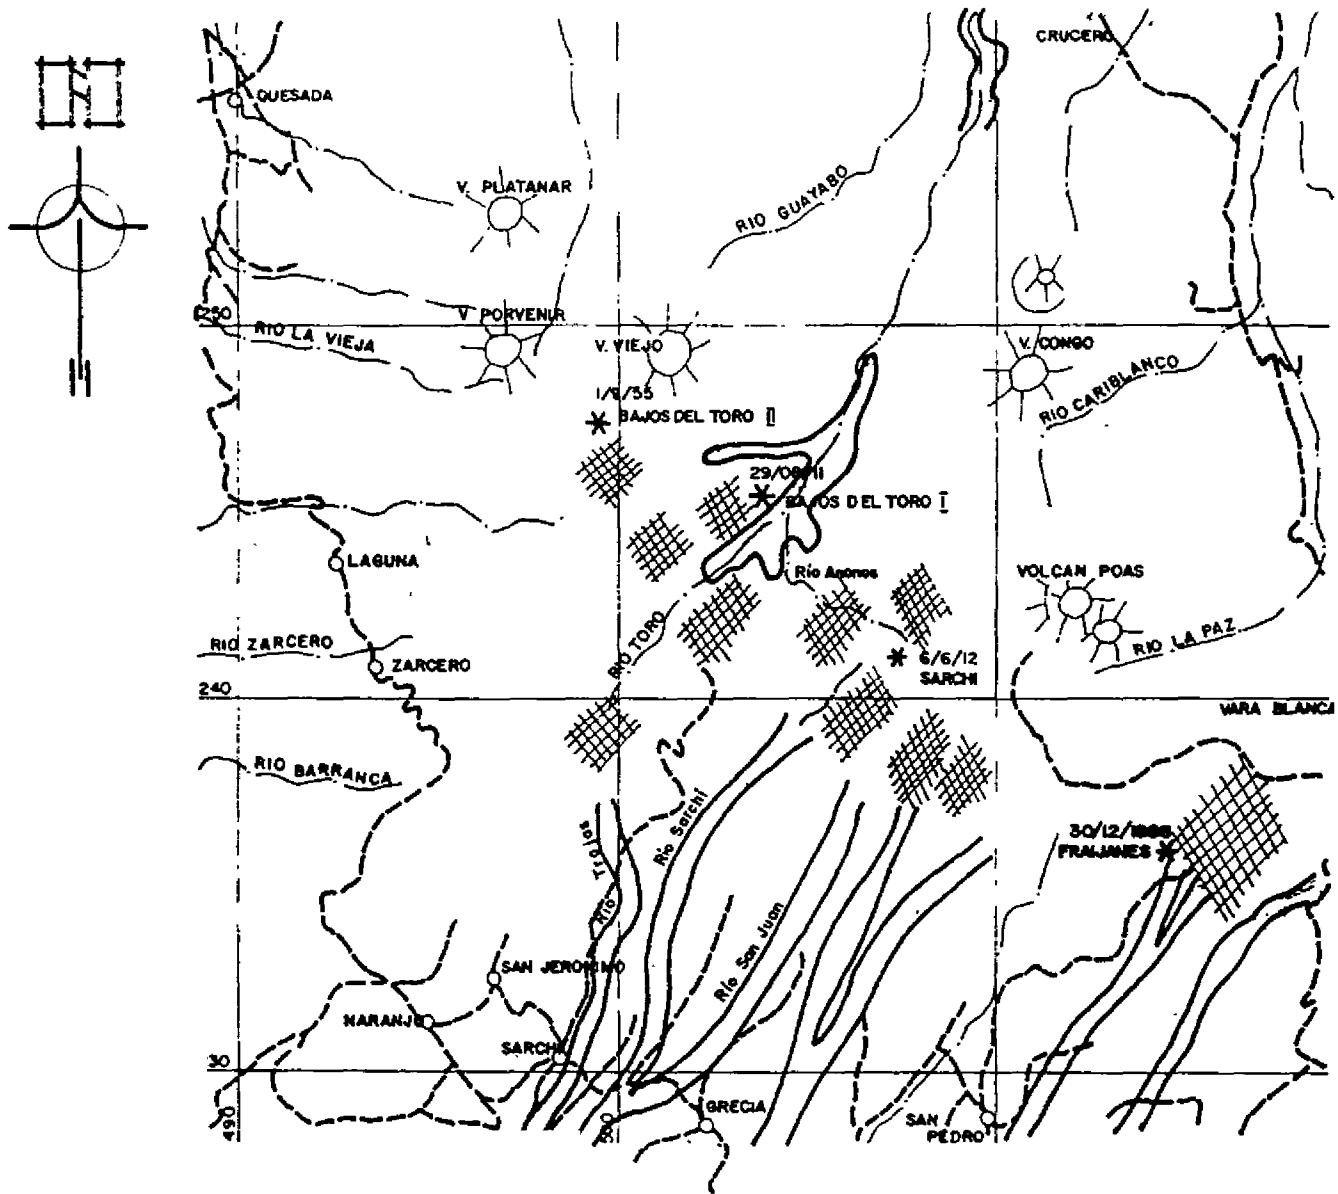 CRUCERO
QUESADA
V. PLATANAR
RIO GUAYABO
250
V. PORVENIR
RIO LA VIEJA
V. VIEJO
V. CONGO
RIO CARIBLANCO
BAJOS DEL TORO II
BAJOS DEL TORO I
LAGUNA
Río Anonos
VOLCAN POAS
RIO ZARCERO
ZARCERO
RIO TORO
RIO LA PAZ
6/6/12
SARCHI
240
VARA BLANCA
RIO BARRANCA
Río Trojas
Río Sarchí
30/12/1888
FRAIJANES
Río San Juan
SAN JERONIMO
NARANJO
SARCHI
30
490
GRECIA
SAN
PEDRO